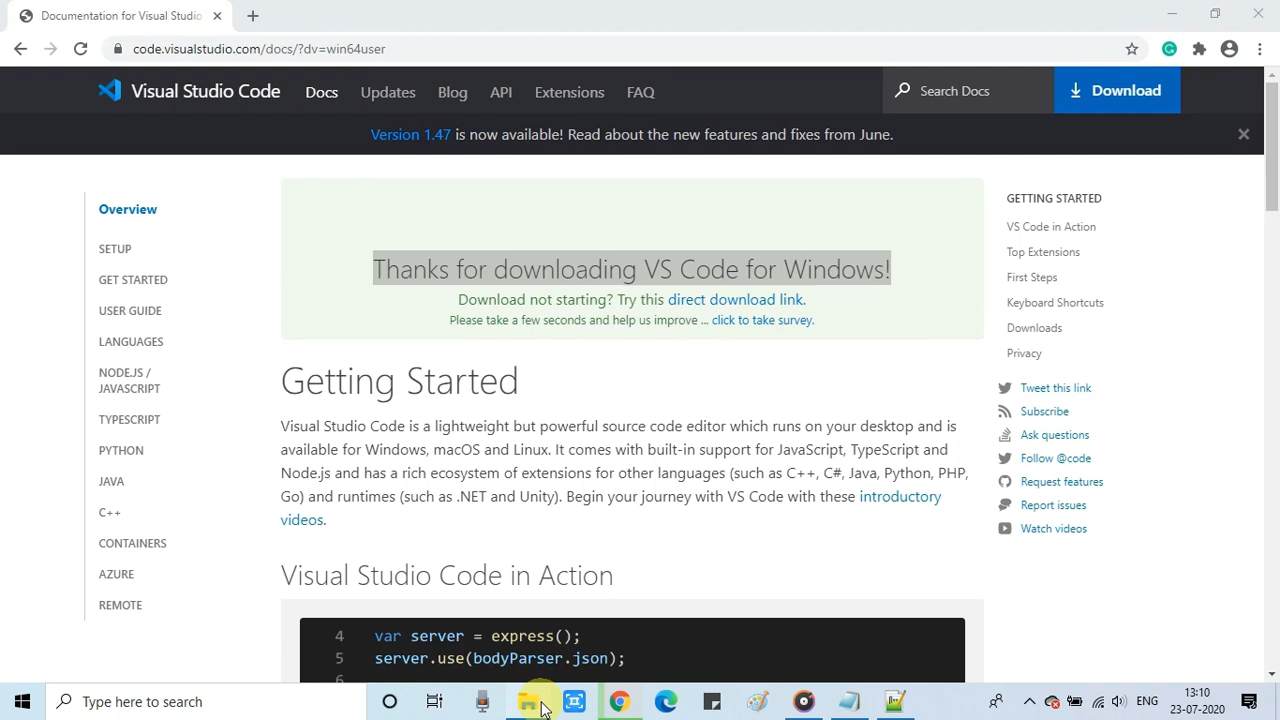 Documentation for Visual Studio
code.visualstudio.com/docs/?dv=win64user
Visual Studio Code
Docs
Updates
Blog
API
Extensions
FAQ
Search Docs
Download
Version 1.47 is now available! Read about the new features and fixes from June.
Overview
SETUP
GET STARTED
USER GUIDE
LANGUAGES
NODE.JS /
JAVASCRIPT
TYPESCRIPT
PYTHON
JAVA
C++
CONTAINERS
AZURE
REMOTE
Thanks for downloading VS Code for Windows!
Download not starting? Try this direct download link.
Please take a few seconds and help us improve ... click to take survey.
Getting Started
Visual Studio Code is a lightweight but powerful source code editor which runs on your desktop and is
available for Windows, macOS and Linux. It comes with built-in support for JavaScript, TypeScript and
Node.js and has a rich ecosystem of extensions for other languages (such as C++, C#, Java, Python, PHP,
Go) and runtimes (such as .NET and Unity). Begin your journey with VS Code with these introductory
videos.
Visual Studio Code in Action
4 var server = express();
5 server.use(bodyParser.json);
6
GETTING STARTED
VS Code in Action
Top Extensions
First Steps
Keyboard Shortcuts
Downloads
Privacy
Tweet this link
Subscribe
Ask questions
Follow @code
Request features
Report issues
Watch videos
Type here to search
ENG
13:10
23-07-2020